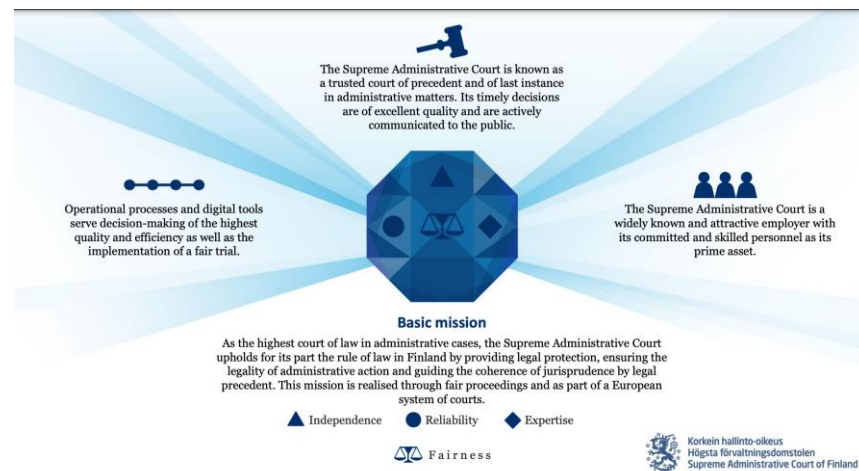 The Supreme Administrative Court is known as
a trusted court of precedent and of last instance
in administrative matters. Its timely decisions
are of excellent quality and are actively
communicated to the public.
Operational processes and digital tools
serve decision-making of the highest
quality and efficiency as well as the
implementation of a fair trial.
The Supreme Administrative Court is a
widely known and attractive employer with
its committed and skilled personnel as its
prime asset.
Basic mission
As the highest court of law in administrative cases, the Supreme Administrative Court
upholds for its part the rule of law in Finland by providing legal protection, ensuring the
legality of administrative action and guiding the coherence of jurisprudence by legal
precedent. This mission is realised through fair proceedings and as part of a European
system of courts.
Independence Reliability Expertise
Fairness
Korkein hallinto-oikeus
Högsta förvaltningsdomstolen
Supreme Administrative Court of Finland